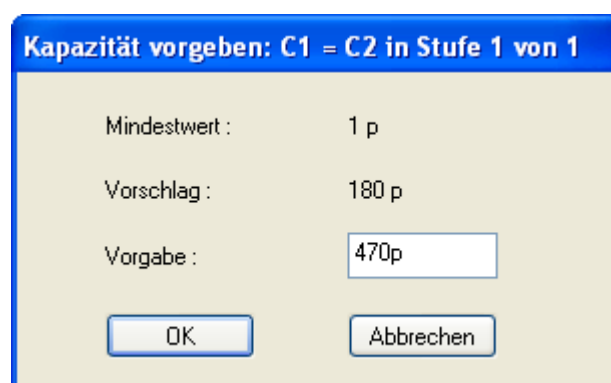 Kapazität vorgeben: C1 = C2 in Stufe 1 von 1
Mindestwert : 1 p
Vorschlag : 180 p
Vorgabe : 470p
OK Abbrechen